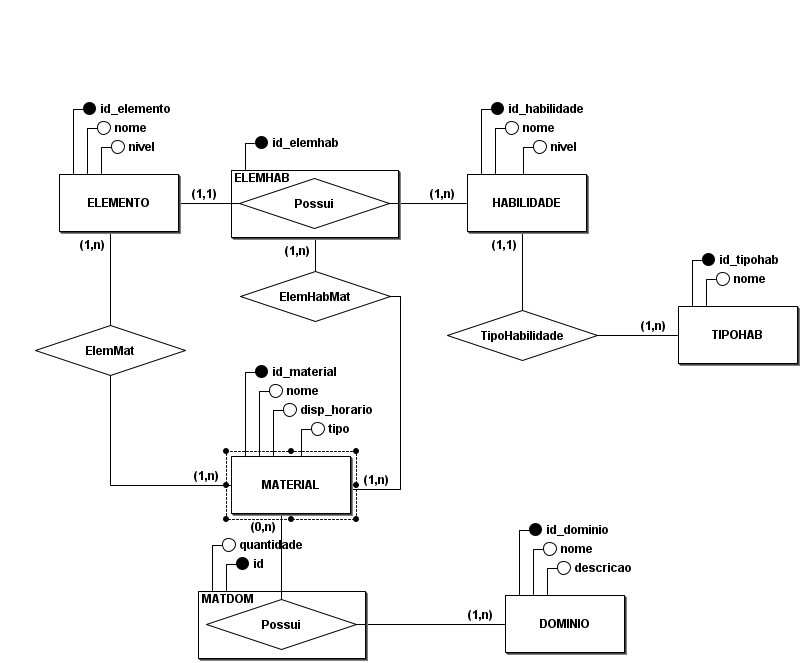 id_elemento
nome
nivel
ELEMENTO
(1,1)
(1,n)
id_elemhab
ELEMHAB
Possui
(1,n)
(1,n)
id_habilidade
nome
nivel
HABILIDADE
(1,1)
ElemHabMat
id_tipohab
nome
TipoHabilidade
(1,n)
TIPOHAB
ElemMat
(1,n)
id_material
nome
disp_horario
tipo
MATERIAL
(1,n)
(0,n)
quantidade
id
MATDOM
Possui
(1,n)
id_dominio
nome
descricao
DOMINIO